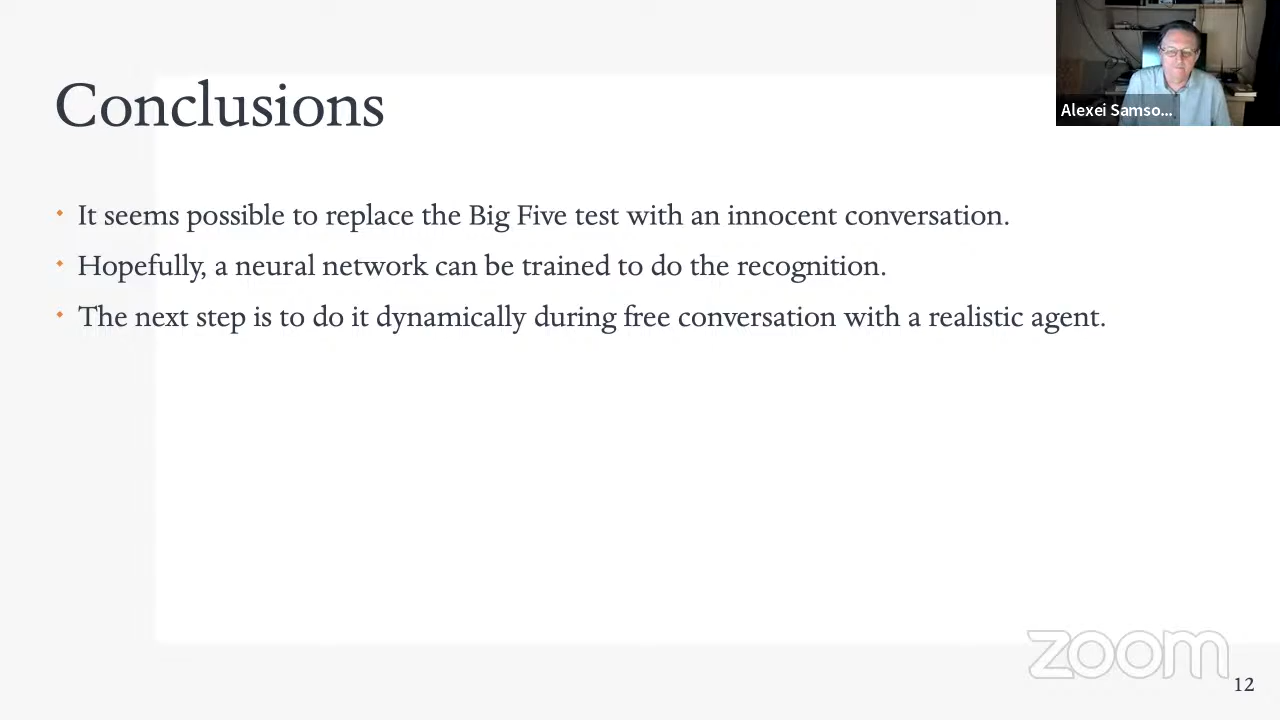 Conclusions
Alexei Samso...
It seems possible to replace the Big Five test with an innocent conversation.
Hopefully, a neural network can be trained to do the recognition.
The next step is to do it dynamically during free conversation with a realistic agent.
zoom
12